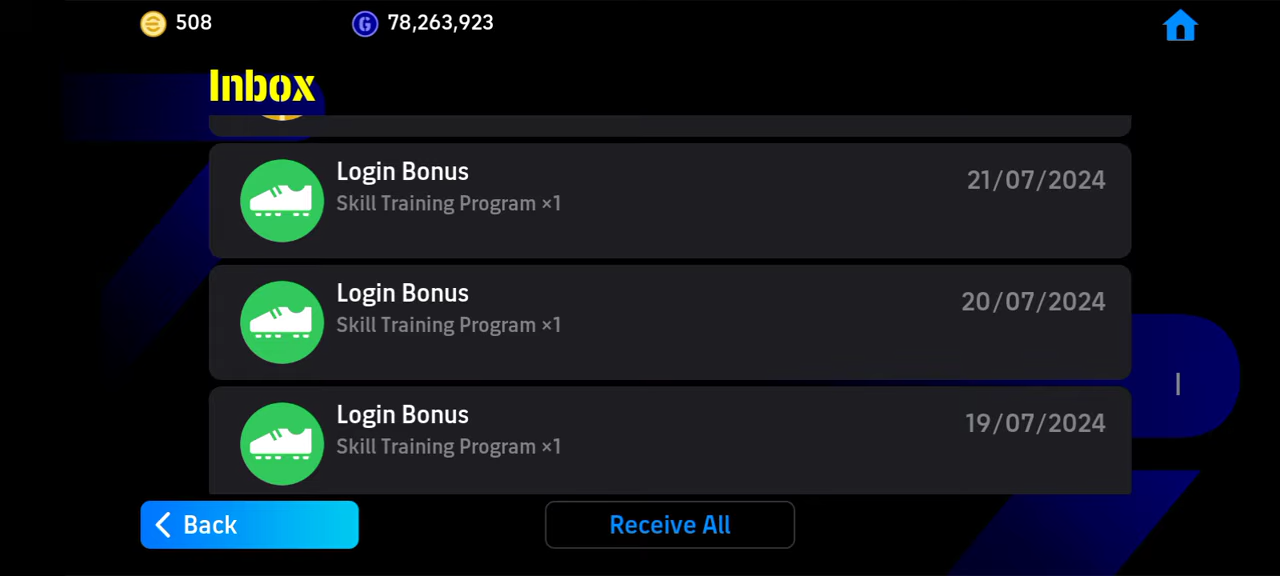 508
78,263,923
Inbox
Login Bonus
21/07/2024
Skill Training Program ×1
Login Bonus
20/07/2024
Skill Training Program ×1
Login Bonus
19/07/2024
Skill Training Program ×1
Back
Receive All